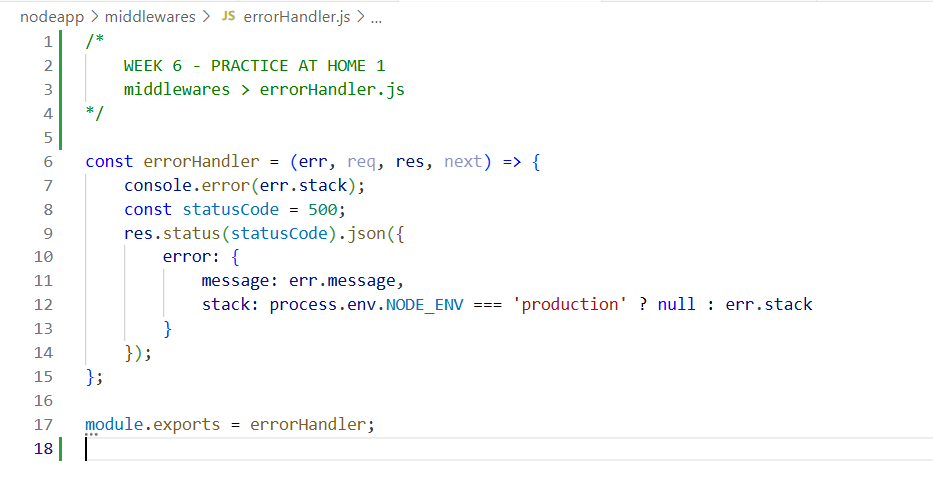 nodeapp > middlewares > JS errorHandler.js > ...
1 /*
2     WEEK 6 - PRACTICE AT HOME 1
3     middlewares > errorHandler.js
4 */
5
6 const errorHandler = (err, req, res, next) => {
7     console.error(err.stack);
8     const statusCode = 500;
9     res.status(statusCode).json({
10         error: {
11             message: err.message,
12             stack: process.env.NODE_ENV === 'production' ? null : err.stack
13         }
14     });
15 };
16
17 module.exports = errorHandler;
18